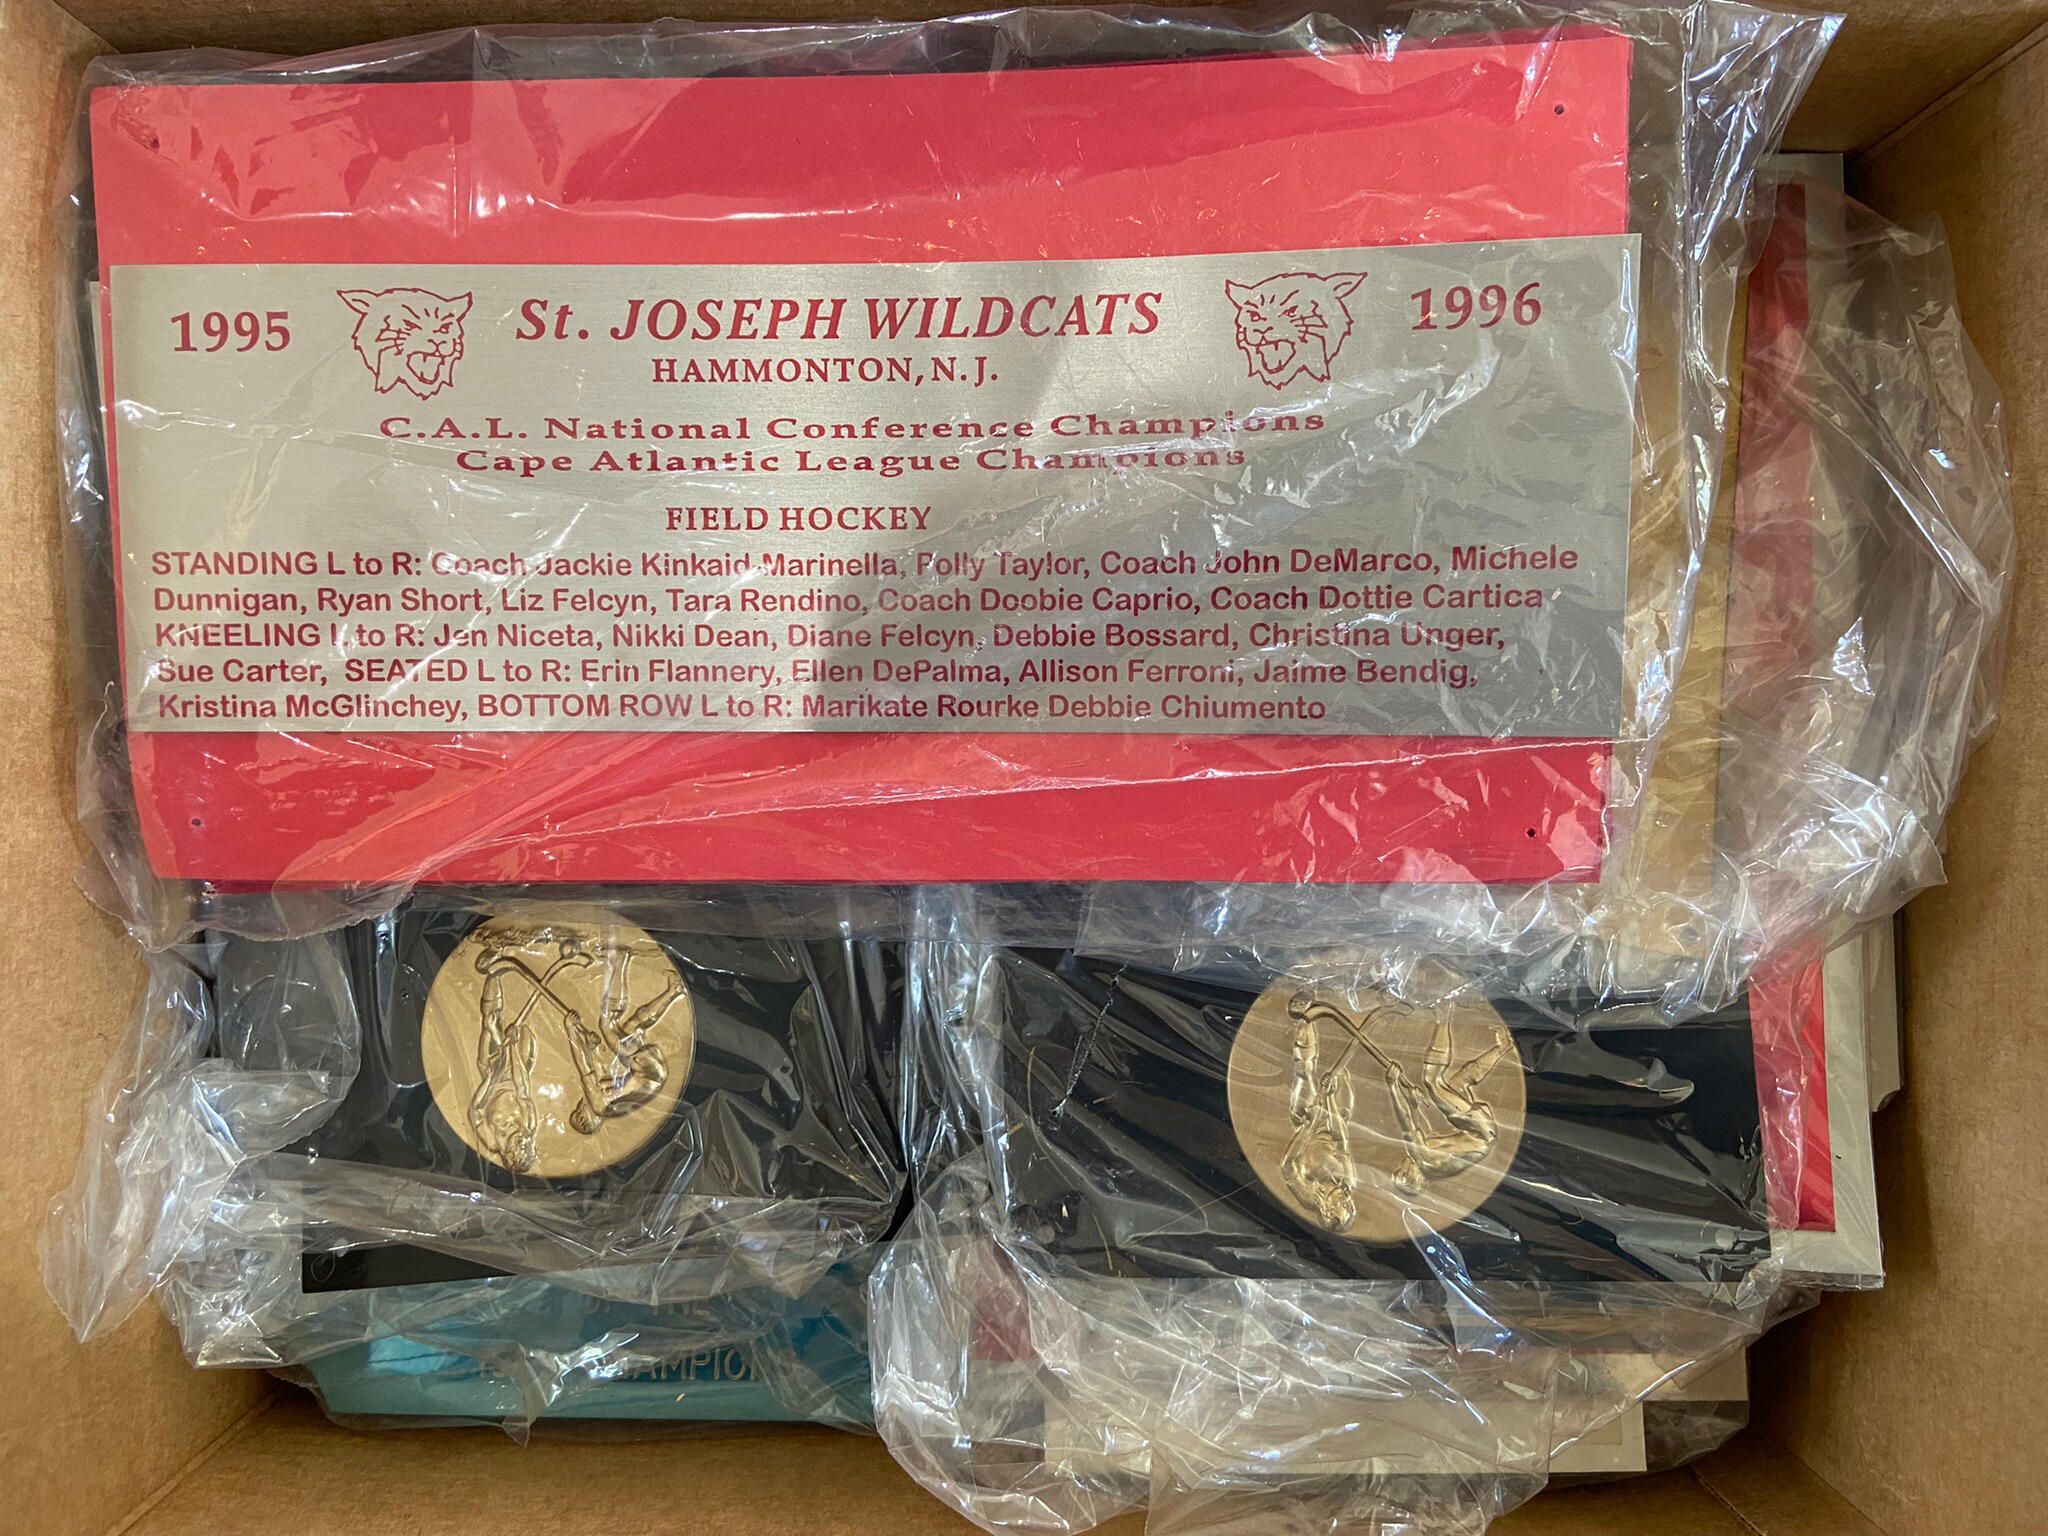 1995 St. JOSEPH WILDCATS 1996
HAMMONTON, N.J.
C.A.L. National Conference Champions
Cape Atlantic League Champions
FIELD HOCKEY
STANDING L to R: Coach Jackie Kinkaid-Marinella, Polly Taylor, Coach John DeMarco, Michele
Dunnigan, Ryan Short, Liz Felcyn, Tara Rendino, Coach Doobie Caprio, Coach Dottie Cartica
KNEELING L to R: Jen Niceta, Nikki Dean, Diane Felcyn, Debbie Bossard, Christina Unger,
Sue Carter, SEATED L to R: Erin Flannery, Ellen DePalma, Allison Ferroni, Jaime Bendig,
Kristina McGlinchey, BOTTOM ROW L to R: Marikate Rourke Debbie Chiumento